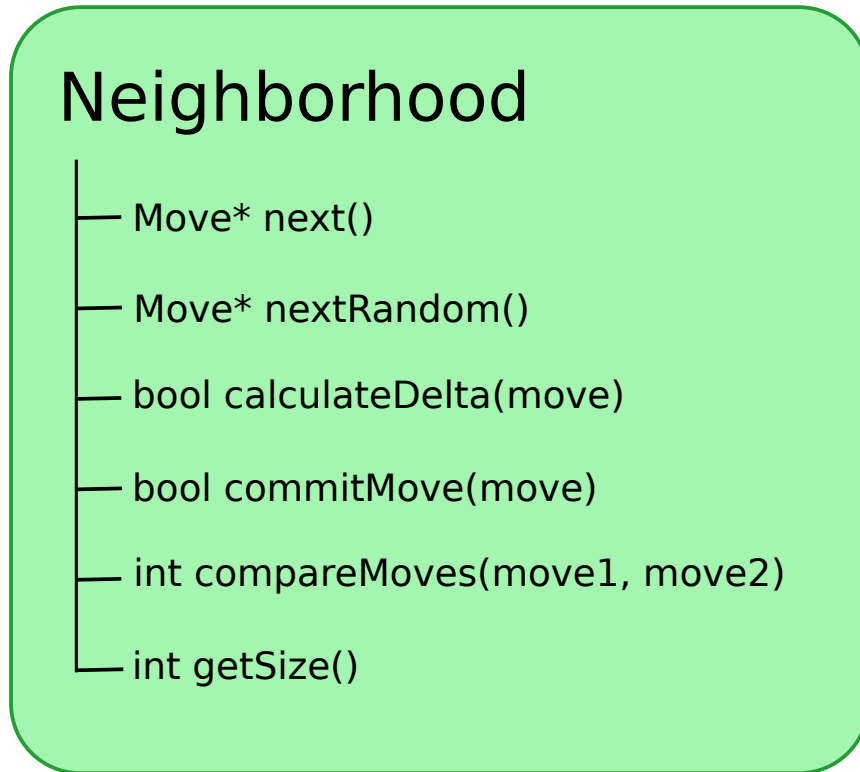 Neighborhood
Move* next()
Move* nextRandom()
bool calculateDelta(move)
bool commitMove(move)
int compareMoves(move1, move2)
int getSize()